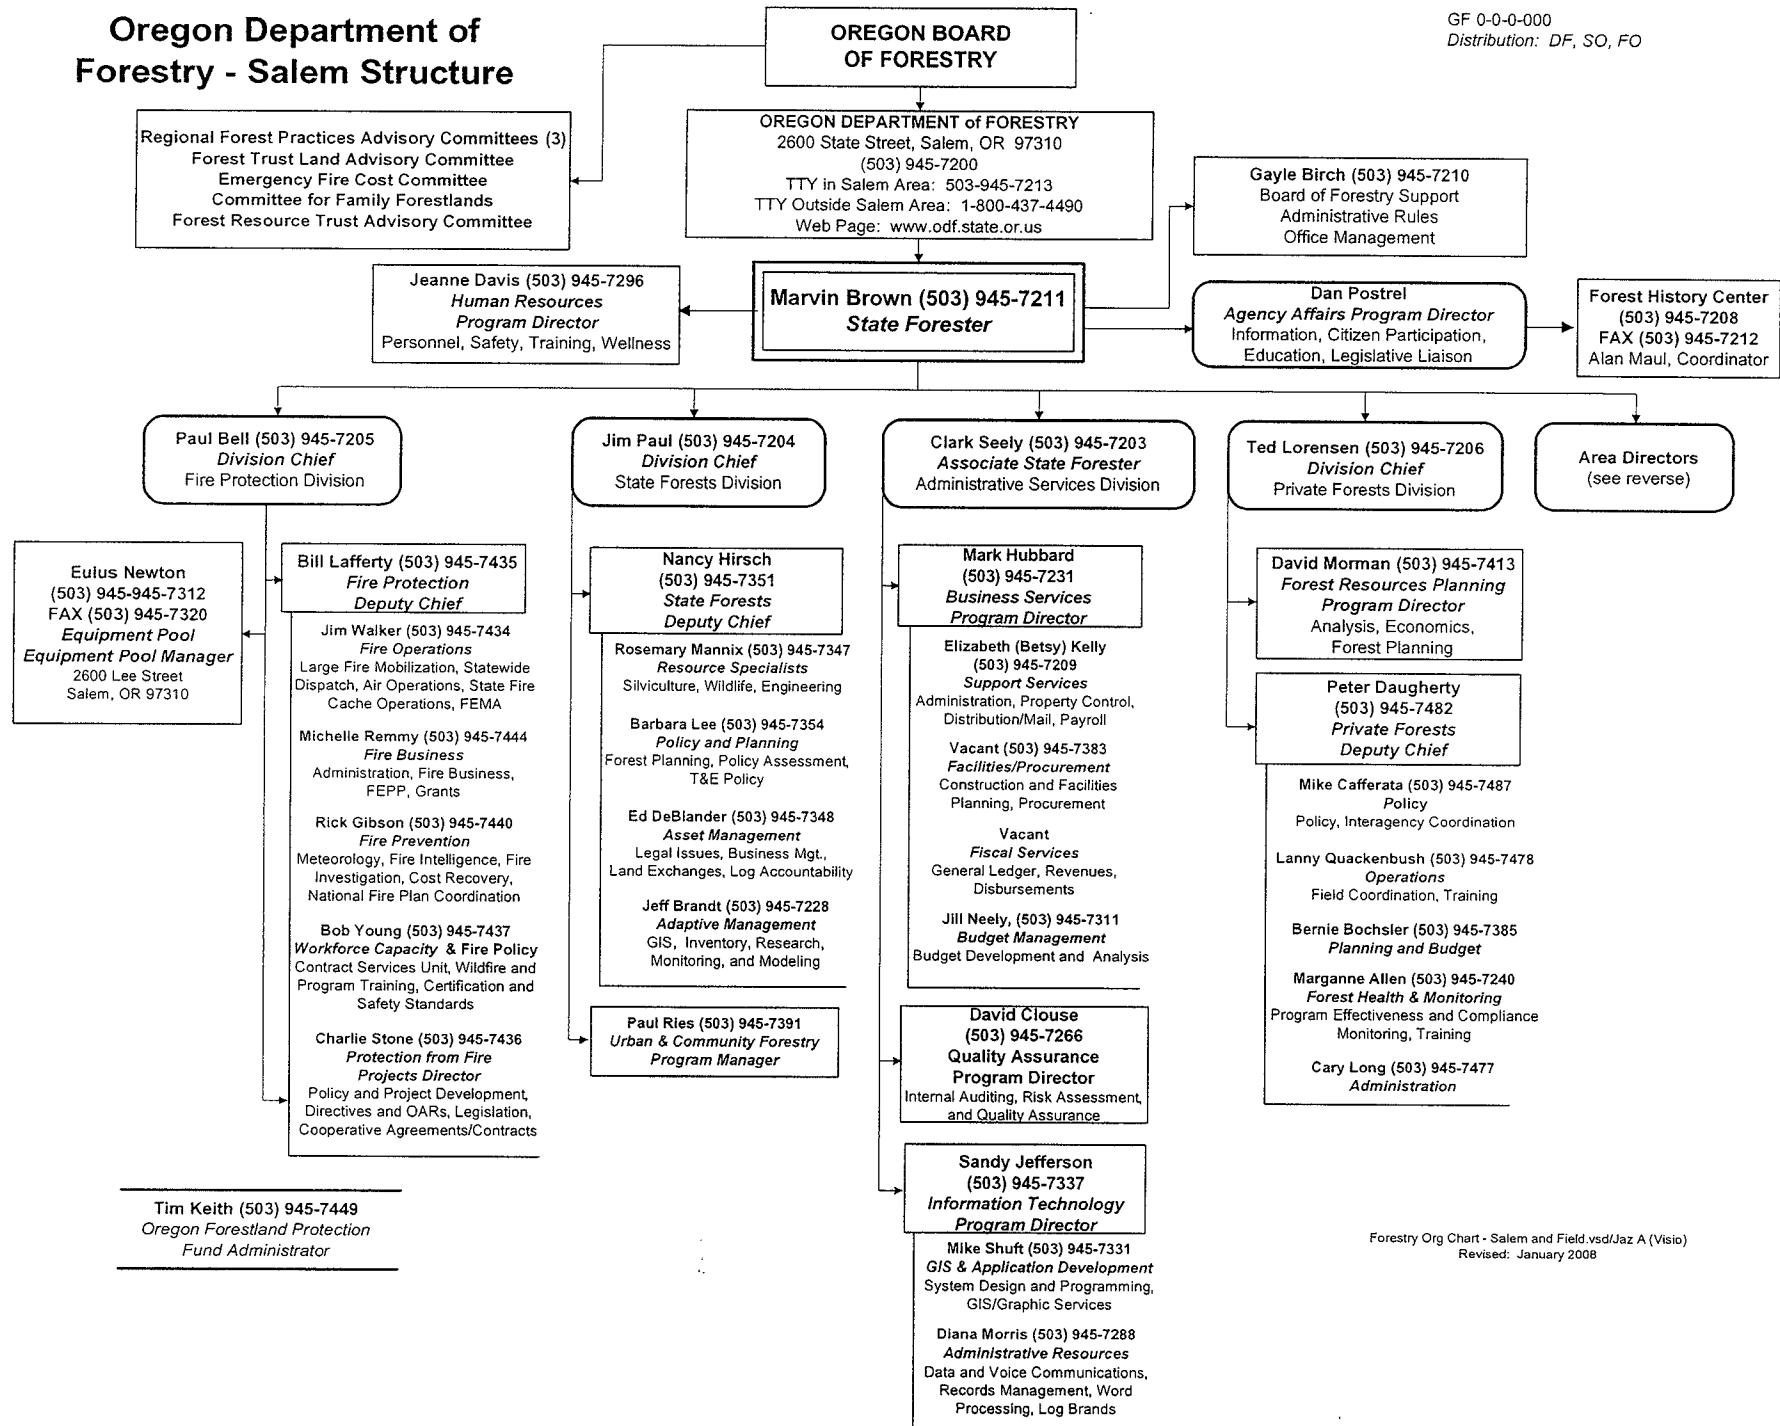 Oregon Department of
Forestry - Salem Structure
OREGON BOARD
OF FORESTRY
GF 0-0-0-000
Distribution: DF, SO, FO
Regional Forest Practices Advisory Committees (3)
Forest Trust Land Advisory Committee
Emergency Fire Cost Committee
Committee for Family Forestlands
Forest Resource Trust Advisory Committee
OREGON DEPARTMENT of FORESTRY
2600 State Street, Salem, OR 97310
(503) 945-7200
TTY in Salem Area: 503-945-7213
TTY Outside Salem Area: 1-800-437-4490
Web Page: www.odf.state.or.us
Gayle Birch (503) 945-7210
Board of Forestry Support
Administrative Rules
Office Management
Jeanne Davis (503) 945-7296
Human Resources
Program Director
Personnel, Safety, Training, Wellness
Marvin Brown (503) 945-7211
State Forester
Dan Postrel
Agency Affairs Program Director
Information, Citizen Participation,
Education, Legislative Liaison
Forest History Center
(503) 945-7208
FAX (503) 945-7212
Alan Maul, Coordinator
Paul Bell (503) 945-7205
Division Chief
Fire Protection Division
Jim Paul (503) 945-7204
Division Chief
State Forests Division
Clark Seely (503) 945-7203
Associate State Forester
Administrative Services Division
Ted Lorensen (503) 945-7206
Division Chief
Private Forests Division
Area Directors
(see reverse)
Eulus Newton
(503) 945-945-7312
FAX (503) 945-7320
Equipment Pool
Equipment Pool Manager
2600 Lee Street
Salem, OR 97310
Bill Lafferty (503) 945-7435
Fire Protection
Deputy Chief
Jim Walker (503) 945-7434
Fire Operations
Large Fire Mobilization, Statewide
Dispatch, Air Operations, State Fire
Cache Operations, FEMA
Michelle Remmy (503) 945-7444
Fire Business
Administration, Fire Business,
FEPP, Grants
Rick Gibson (503) 945-7440
Fire Prevention
Meteorology, Fire Intelligence, Fire
Investigation, Cost Recovery,
National Fire Plan Coordination
Bob Young (503) 945-7437
Workforce Capacity & Fire Policy
Contract Services Unit, Wildfire and
Program Training, Certification and
Safety Standards
Charlie Stone (503) 945-7436
Protection from Fire
Projects Director
Policy and Project Development,
Directives and OARs, Legislation,
Cooperative Agreements/Contracts
Tim Keith (503) 945-7449
Oregon Forestland Protection
Fund Administrator
Nancy Hirsch
(503) 945-7351
State Forests
Deputy Chief
Rosemary Mannix (503) 945-7347
Resource Specialists
Silviculture, Wildlife, Engineering
Barbara Lee (503) 945-7354
Policy and Planning
Forest Planning, Policy Assessment,
T&E Policy
Ed DeBlander (503) 945-7348
Asset Management
Legal Issues, Business Mgt.,
Land Exchanges, Log Accountability
Jeff Brandt (503) 945-7228
Adaptive Management
GIS, Inventory, Research,
Monitoring, and Modeling
Paul Ries (503) 945-7391
Urban & Community Forestry
Program Manager
Mark Hubbard
(503) 945-7231
Business Services
Program Director
Elizabeth (Betsy) Kelly
(503) 945-7209
Support Services
Administration, Property Control,
Distribution/Mail, Payroll
Vacant (503) 945-7383
Facilities/Procurement
Construction and Facilities
Planning, Procurement
Vacant
Fiscal Services
General Ledger, Revenues,
Disbursements
Jill Neely, (503) 945-7311
Budget Management
Budget Development and Analysis
David Clouse
(503) 945-7266
Quality Assurance
Program Director
Internal Auditing, Risk Assessment,
and Quality Assurance
Sandy Jefferson
(503) 945-7337
Information Technology
Program Director
Mike Shuft (503) 945-7331
GIS & Application Development
System Design and Programming,
GIS/Graphic Services
Diana Morris (503) 945-7288
Administrative Resources
Data and Voice Communications,
Records Management, Word
Processing, Log Brands
David Morman (503) 945-7413
Forest Resources Planning
Program Director
Analysis, Economics,
Forest Planning
Peter Daugherty
(503) 945-7482
Private Forests
Deputy Chief
Mike Cafferata (503) 945-7487
Policy
Policy, Interagency Coordination
Lanny Quackenbush (503) 945-7478
Operations
Field Coordination, Training
Bernie Bochsler (503) 945-7385
Planning and Budget
Marganne Allen (503) 945-7240
Forest Health & Monitoring
Program Effectiveness and Compliance
Monitoring, Training
Cary Long (503) 945-7477
Administration
Forestry Org Chart - Salem and Field.vsd/Jaz A (Visio)
Revised: January 2008